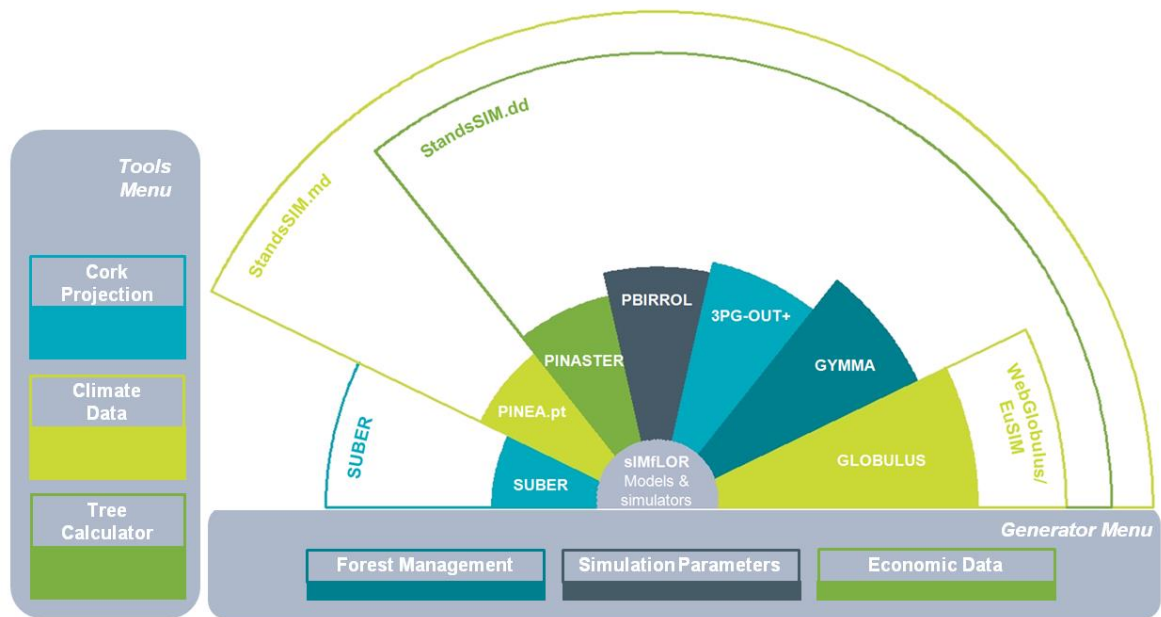 Tools
Menu
Cork
Projection
Climate
Data
Tree
Calculator
StandsSIM.md
StandsSIM.dd
SUBER
SUBER
PINEA.pt
PINASTER
PBIRROL
3PG-OUT+
GYMMA
GLOBULUS
WebGlobulus/
EuSIM
sIMfLOR
Models &
simulators
Generator Menu
Forest Management
Simulation Parameters
Economic Data